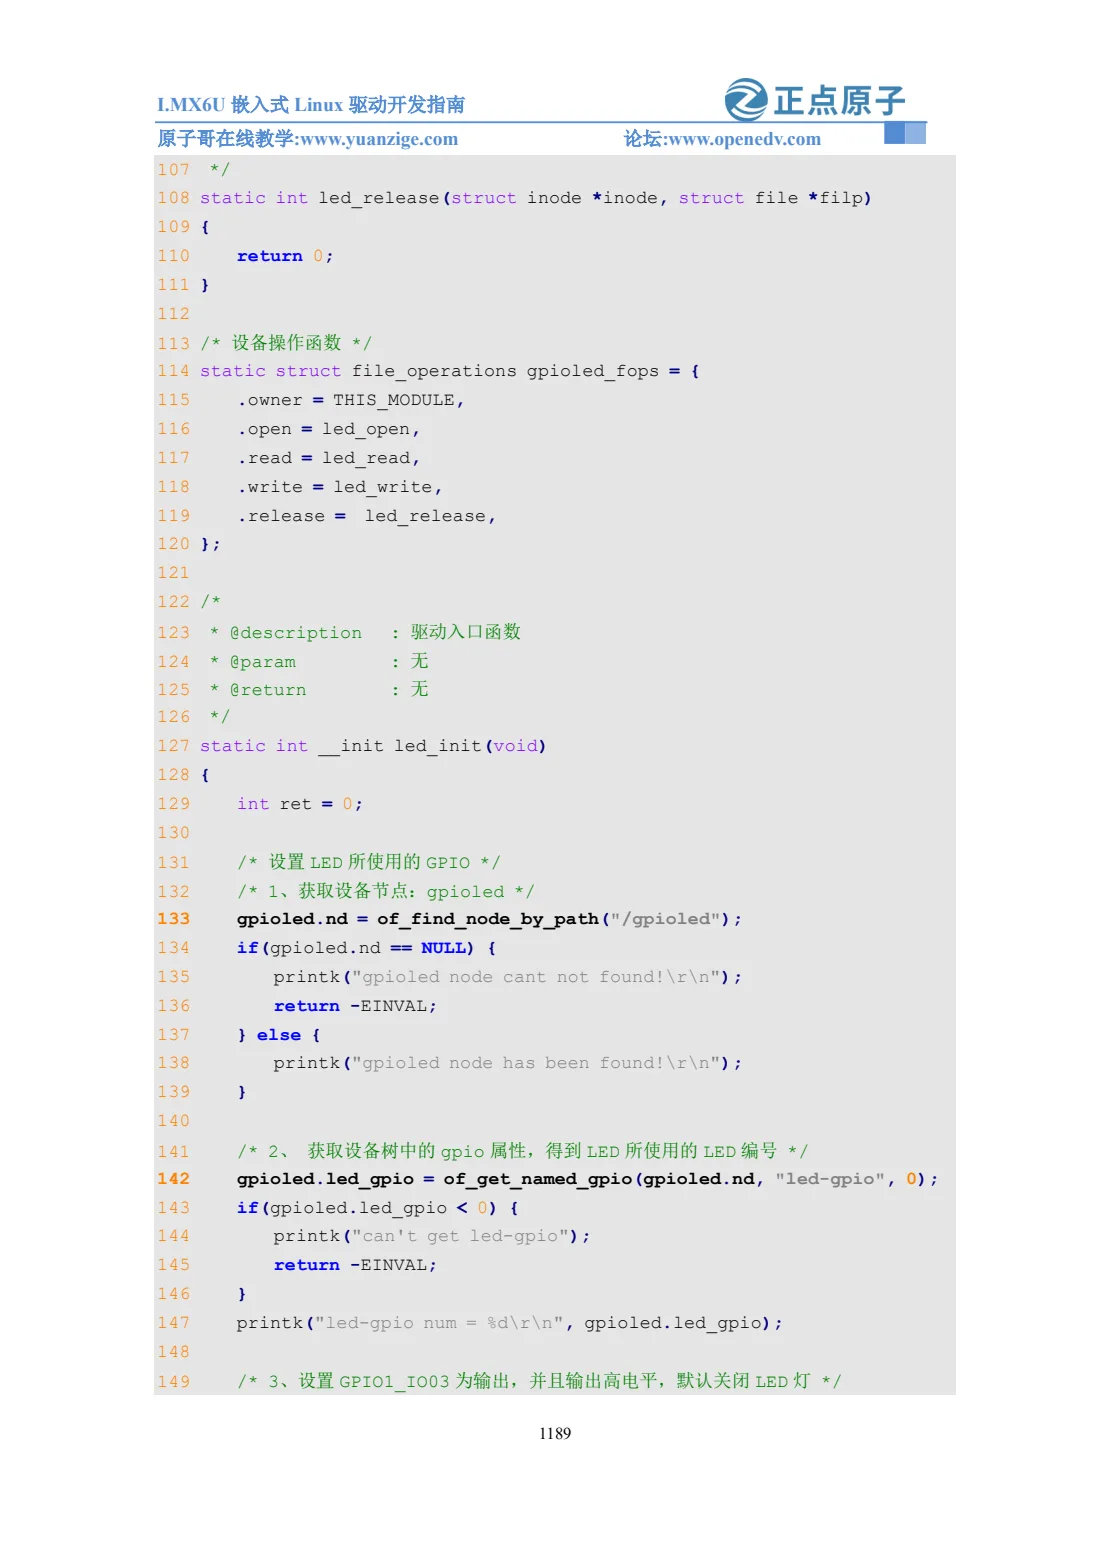 I.MX6U 嵌入式 Linux 驱动开发指南
正点原子
原子哥在线教学:www.yuanzige.com 论坛:www.openedv.com
107  */
108 static int led_release(struct inode *inode, struct file *filp)
109 {
110     return 0;
111 }
112
113 /* 设备操作函数 */
114 static struct file_operations gpioled_fops = {
115     .owner = THIS_MODULE,
116     .open = led_open,
117     .read = led_read,
118     .write = led_write,
119     .release =  led_release,
120 };
121
122 /*
123  * @description   : 驱动入口函数
124  * @param         : 无
125  * @return        : 无
126  */
127 static int __init led_init(void)
128 {
129     int ret = 0;
130
131     /* 设置 LED 所使用的 GPIO */
132     /* 1、获取设备节点：gpioled */
133     gpioled.nd = of_find_node_by_path("/gpioled");
134     if(gpioled.nd == NULL) {
135         printk("gpioled node cant not found!\r\n");
136         return -EINVAL;
137     } else {
138         printk("gpioled node has been found!\r\n");
139     }
140
141     /* 2、 获取设备树中的 gpio 属性，得到 LED 所使用的 LED 编号 */
142     gpioled.led_gpio = of_get_named_gpio(gpioled.nd, "led-gpio", 0);
143     if(gpioled.led_gpio < 0) {
144         printk("can't get led-gpio");
145         return -EINVAL;
146     }
147     printk("led-gpio num = %d\r\n", gpioled.led_gpio);
148
149     /* 3、设置 GPIO1_IO03 为输出，并且输出高电平，默认关闭 LED 灯 */
1189